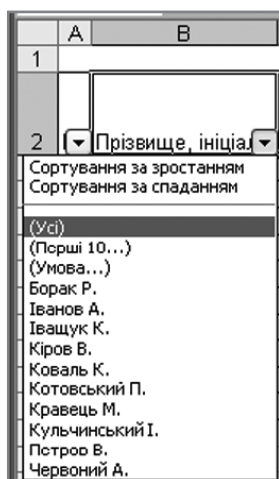 A B
1
2 Прізвище, ініціал
Сортування за зростанням
Сортування за спаданням
(Усі)
(Перші 10...)
(Умова...)
Борак Р.
Іванов А.
Іващук К.
Кіров В.
Коваль К.
Котовський П.
Кравець М.
Кульчинський І.
Петров В.
Червоний А.